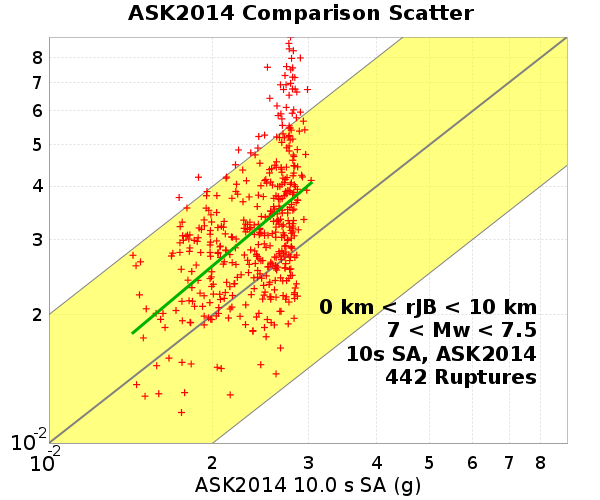 ASK2014 Comparison Scatter
8
7
6
5
4
3
2
10-2
0 km < rJB < 10 km
7 < Mw < 7.5
10s SA, ASK2014
442 Ruptures
10-2 2 3 4 5 6 7 8
ASK2014 10.0 s SA (g)